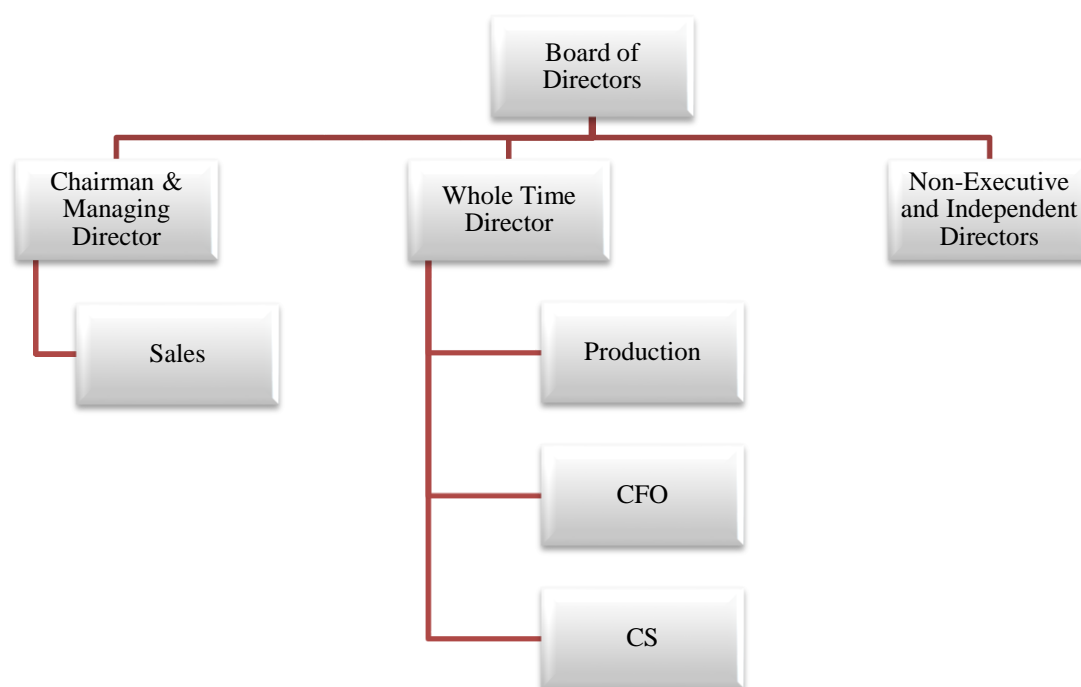 Board of
Directors
Chairman &
Managing
Director
Whole Time
Director
Non-Executive
and Independent
Directors
Sales
Production
CFO
CS